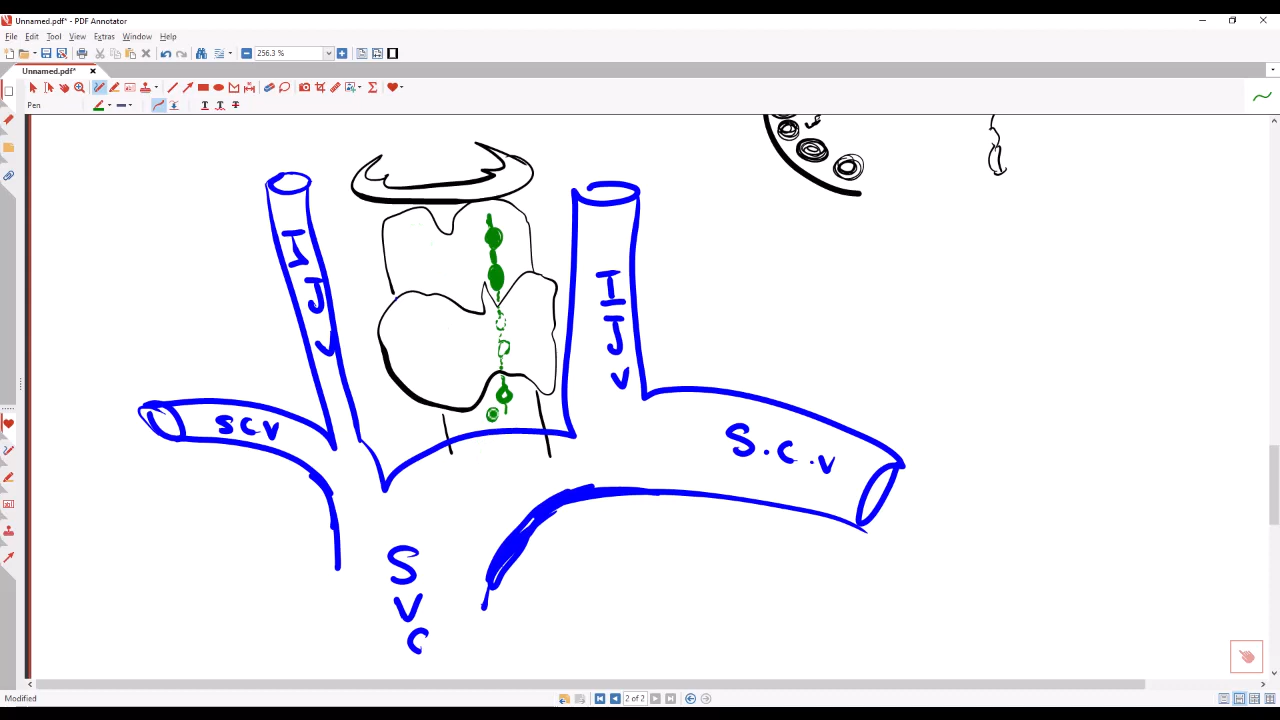 Unnamed.pdf* - PDF Annotator
File Edit Tool View Extras Window Help
256.3 %
Unnamed.pdf*
Pen
IJV
IJV
SCV
S.C.V
SVC
Modified
2 of 2